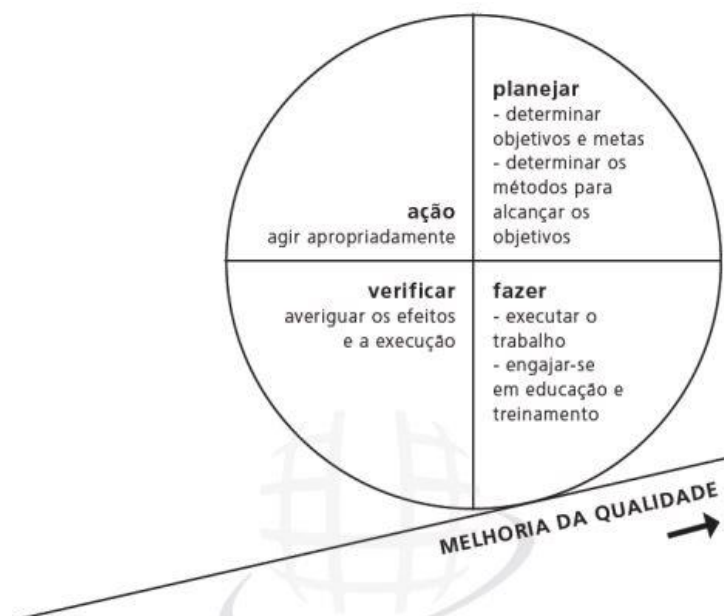 planejar
- determinar
objetivos e metas
- determinar os
métodos para
alcançar os
objetivos
ação
agir apropriadamente
verificar
averiguar os efeitos
e a execução
fazer
- executar o
trabalho
- engajar-se
em educação e
treinamento
MELHORIA DA QUALIDADE